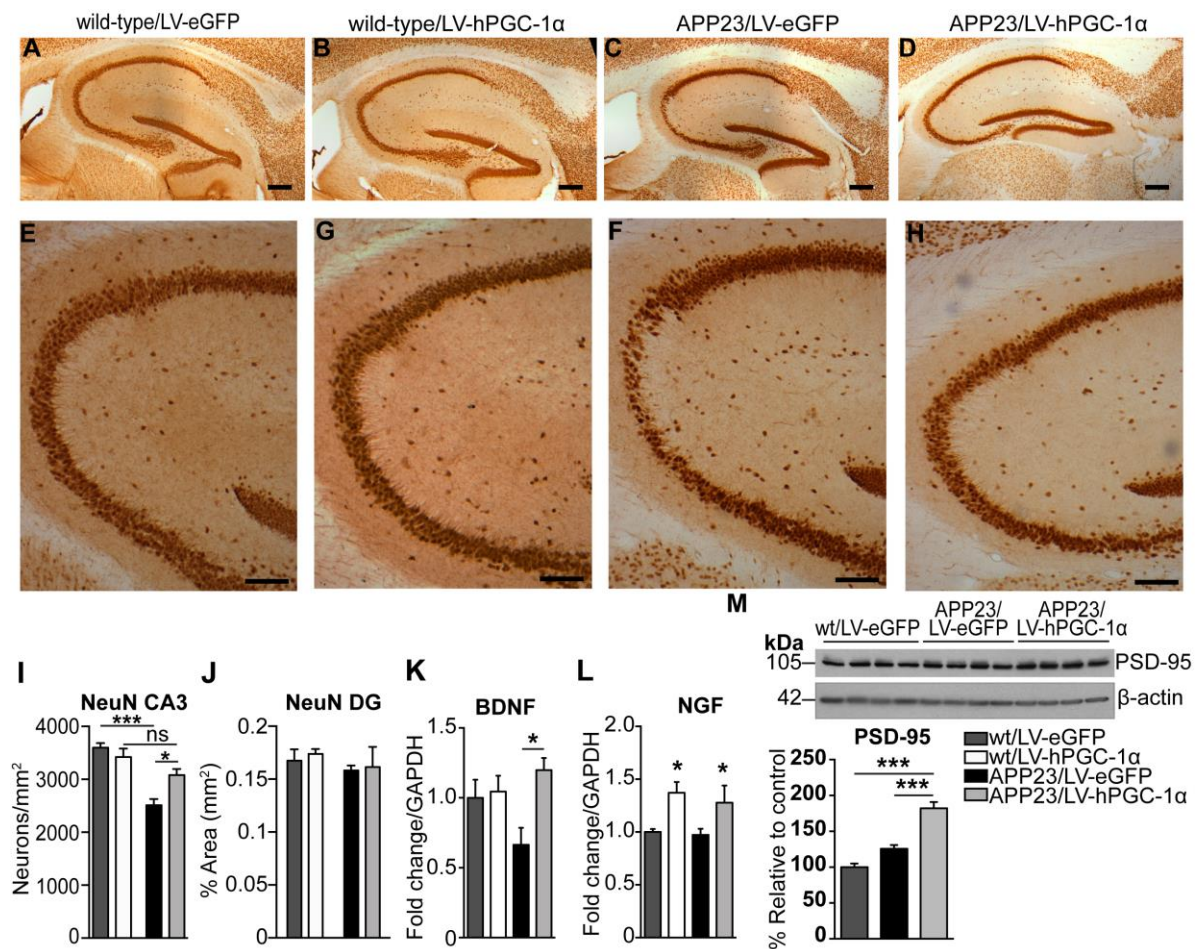 wild-type/LV-eGFP
wild-type/LV-hPGC-1α
APP23/LV-eGFP
APP23/LV-hPGC-1α
A
B
C
D
E
G
F
H
M
wt/LV-eGFP
APP23/
LV-eGFP
APP23/
LV-hPGC-1α
kDa
105
PSD-95
42
β-actin
I
NeuN CA3
Neurons/mm²
4000
3000
2000
1000
0
***
ns
*
J
NeuN DG
% Area (mm²)
0.2
0.15
0.1
0.05
0
K
BDNF
Fold change/GAPDH
1.5
1.0
0.5
0
*
L
NGF
Fold change/GAPDH
2.0
1.5
1.0
0.5
0
*
*
PSD-95
% Relative to control
200
150
100
50
0
***
***
wt/LV-eGFP
wt/LV-hPGC-1α
APP23/LV-eGFP
APP23/LV-hPGC-1α